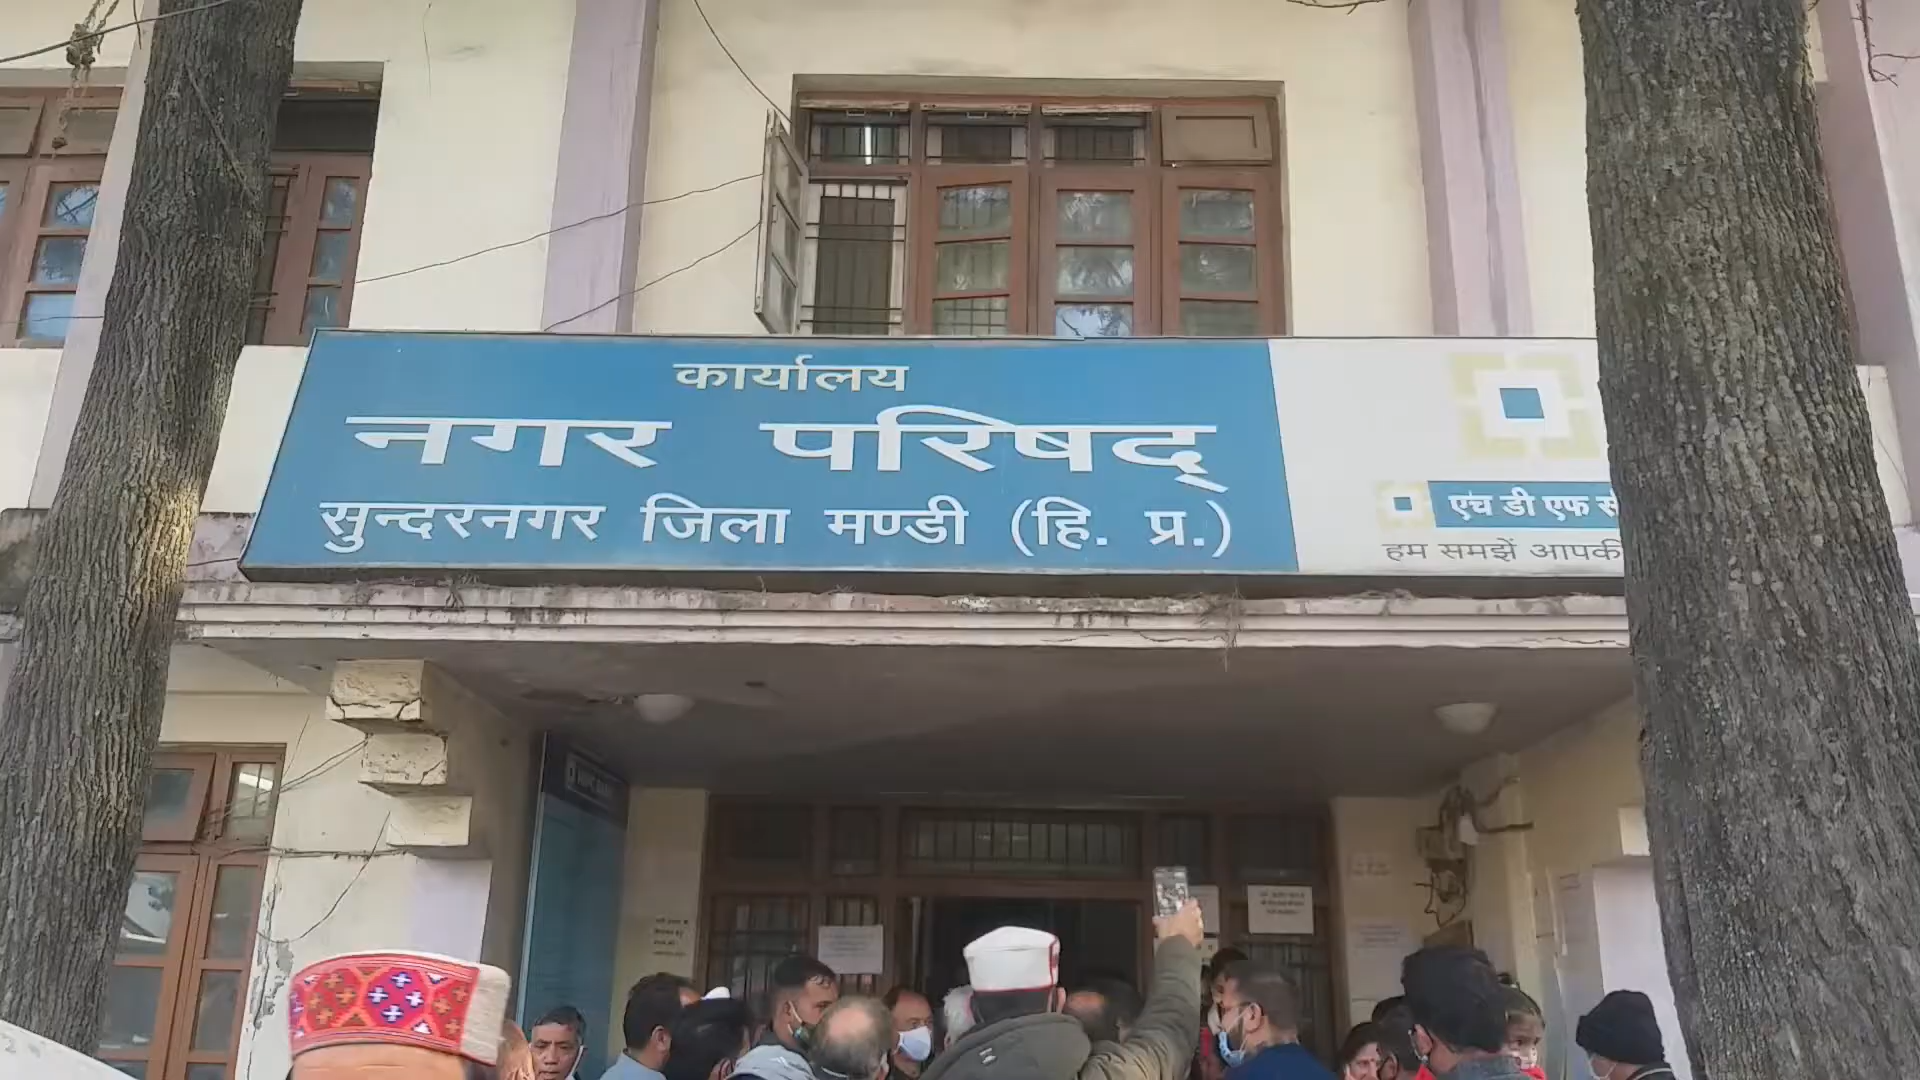 कार्यालय
नगर परिषद्
सुन्दरनगर जिला मण्डी (हि. प्र.)
एच डी एफ सी
हम समझें आपकी